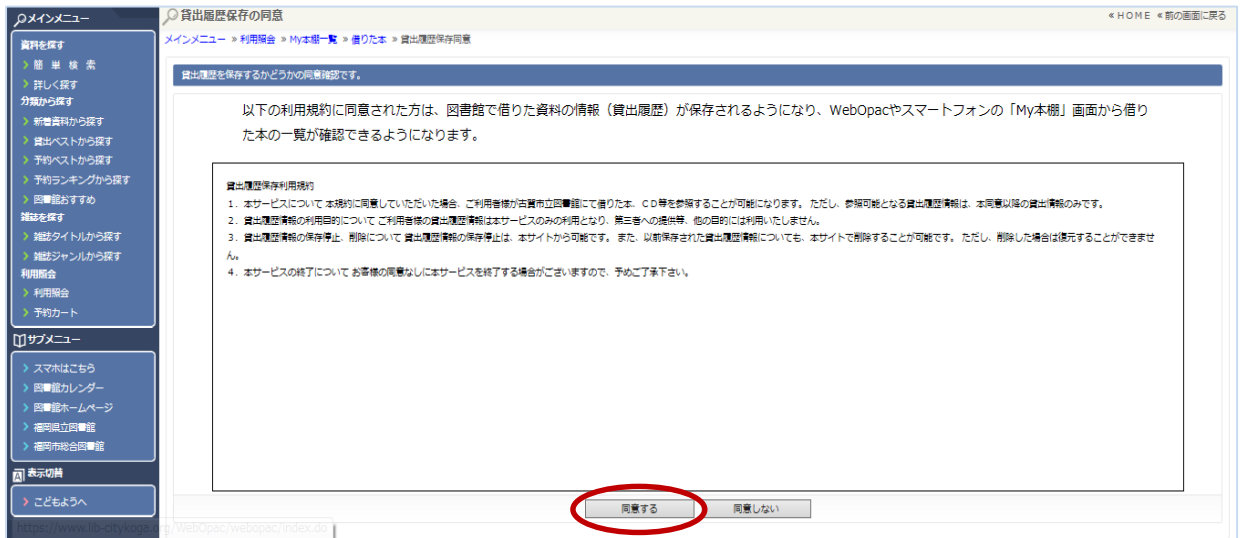 メインメニュー
資料を探す
簡 単 検 索
詳しく探す
分類から探す
新着資料から探す
貸出ベストから探す
予約ベストから探す
予約ランキングから探す
図書館おすすめ
雑誌を探す
雑誌タイトルから探す
雑誌ジャンルから探す
利用照会
利用照会
予約カート
サブメニュー
スマホはこちら
図書館カレンダー
図書館ホームページ
福岡県立図書館
福岡市総合図書館
表示切替
こどもようへ
https://www.lib-citykoga.org/WebOpac/webopac/index.do
貸出履歴保存の同意
«HOME «前の画面に戻る
メインメニュー » 利用照会 » My本棚一覧 » 借りた本 » 貸出履歴保存同意
貸出履歴を保存するかどうかの同意確認です。
以下の利用規約に同意された方は、図書館で借りた資料の情報（貸出履歴）が保存されるようになり、WebOpacやスマートフォンの「My本棚」画面から借り
た本の一覧が確認できるようになります。
貸出履歴保存利用規約
１．本サービスについて 本規約に同意していただいた場合、ご利用者様が古賀市立図書館にて借りた本、ＣＤ等を参照することが可能になります。 ただし、参照可能となる貸出履歴情報は、本同意以降の貸出情報のみです。
２．貸出履歴情報の利用目的について ご利用者様の貸出履歴情報は本サービスのみの利用となり、第三者への提供等、他の目的には利用いたしません。
３．貸出履歴情報の保存停止、削除について 貸出履歴情報の保存停止は、本サイトから可能です。 また、以前保存された貸出履歴情報についても、本サイトで削除することが可能です。 ただし、削除した場合は復元することができませ
ん。
４．本サービスの終了について お客様の同意なしに本サービスを終了する場合がございますので、予めご了承下さい。
同意する
同意しない